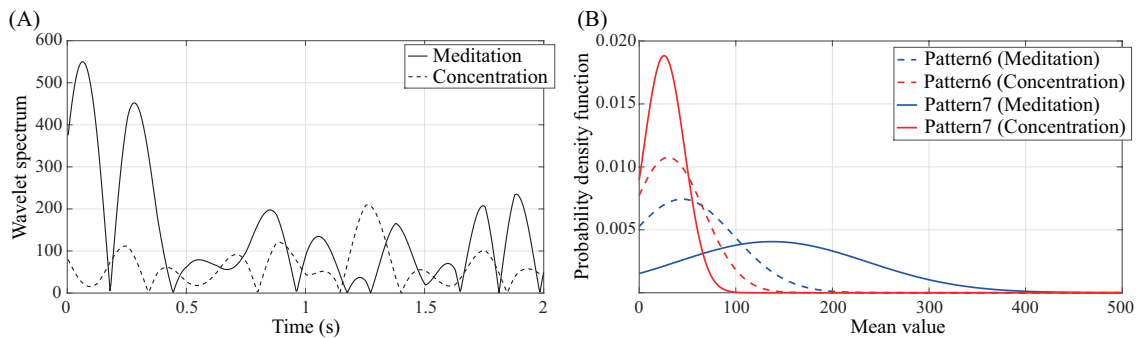 (A)
600
500
400
300
200
100
0
Wavelet spectrum
Meditation
Concentration
0
0.5
1
1.5
2
Time (s)
(B)
0.020
0.015
0.010
0.005
Probability density function
Pattern6 (Meditation)
Pattern6 (Concentration)
Pattern7 (Meditation)
Pattern7 (Concentration)
0
100
200
300
400
500
Mean value